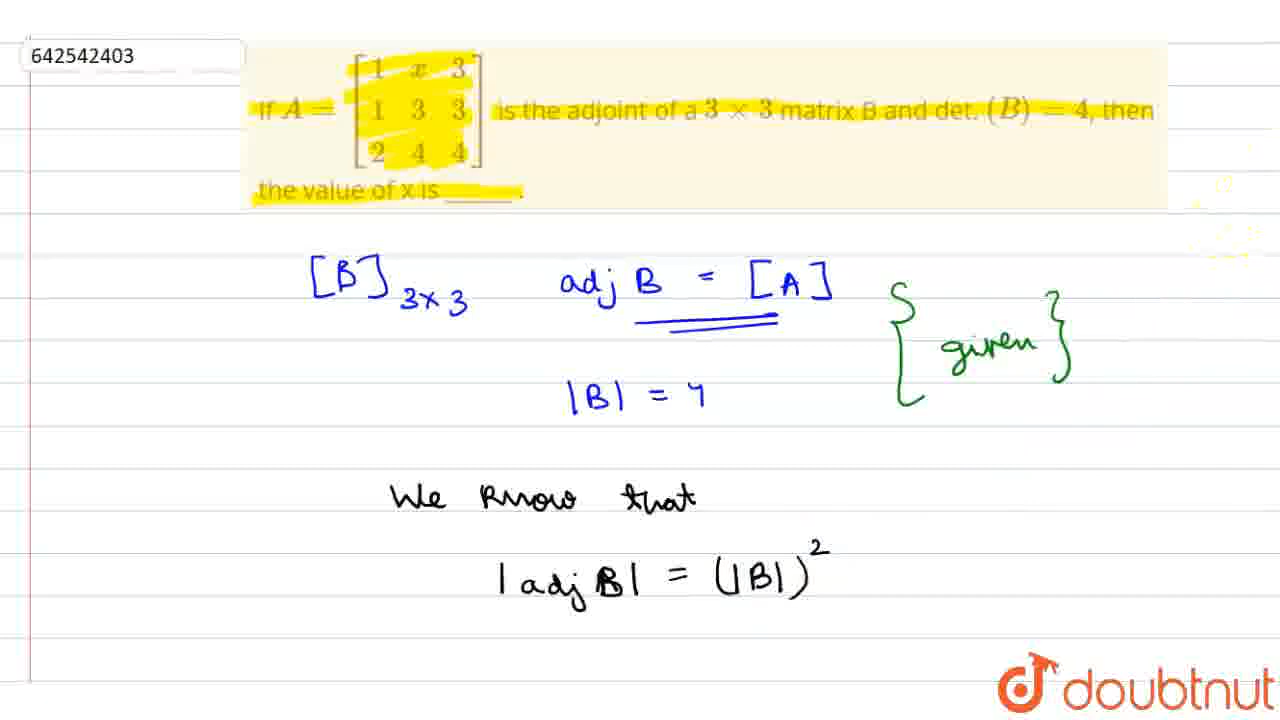 642542403
If A = [1 x 3
1 3 3
2 4 4] is the adjoint of a 3 × 3 matrix B and det. (B) = 4, then
the value of x is ______ .
[B]3×3 adj B = [A]
{ given }
|B| = 4
We know that
|adj B| = (|B|)²
doubtnut